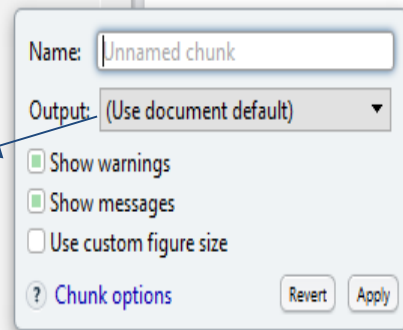 Name: Unnamed chunk
Output: (Use document default)
Show warnings
Show messages
Use custom figure size
? Chunk options Revert Apply